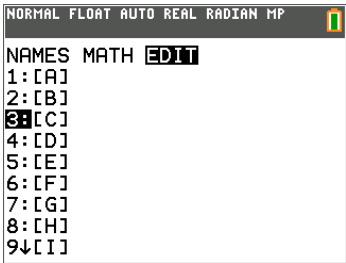 NORMAL FLOAT AUTO REAL RADIAN MP
NAMES MATH EDIT
1:[A]
2:[B]
3:[C]
4:[D]
5:[E]
6:[F]
7:[G]
8:[H]
9↓[I]